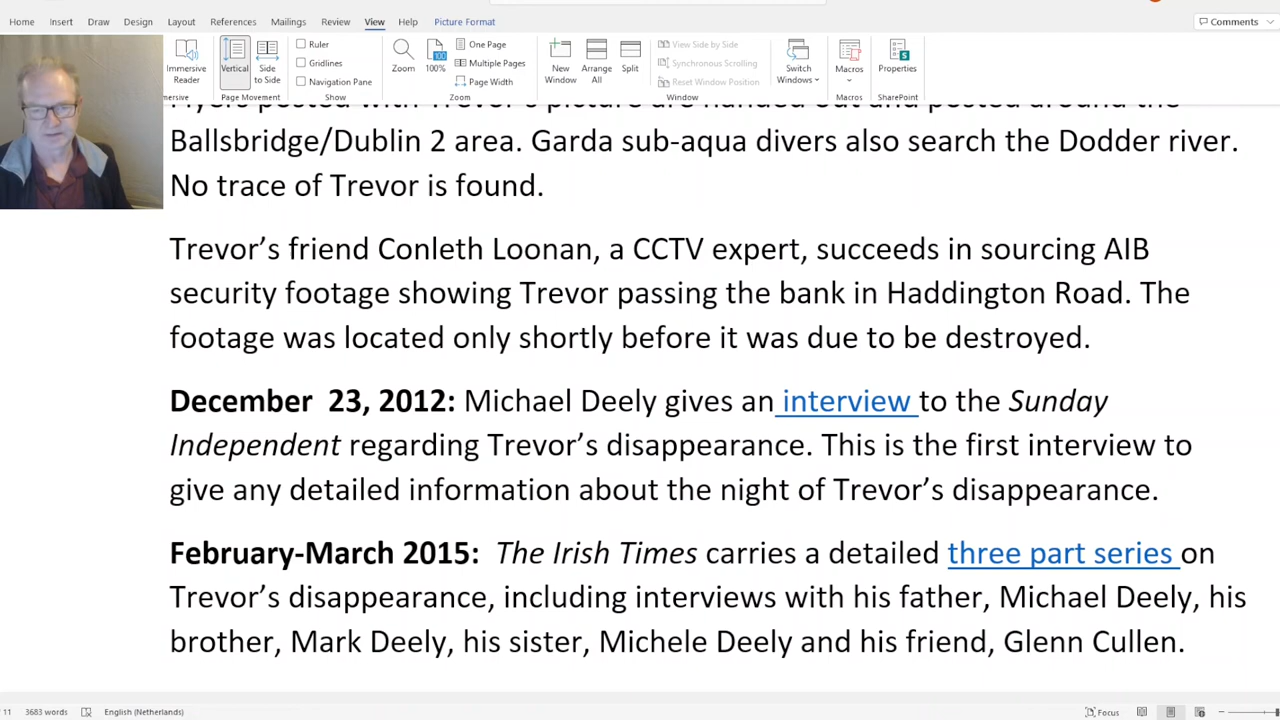 Home Insert Draw Design Layout References Mailings Review View Help Picture Format Comments
Immersive Reader
Vertical
Side to Side
Page Movement
Ruler
Gridlines
Navigation Pane
Show
Zoom
100%
One Page
Multiple Pages
Page Width
Zoom
New Window
Arrange All
Split
View Side by Side
Synchronous Scrolling
Reset Window Position
Window
Switch Windows
Macros
Macros
Properties
SharePoint
Ballsbridge/Dublin 2 area. Garda sub-aqua divers also search the Dodder river.
No trace of Trevor is found.
Trevor’s friend Conleth Loonan, a CCTV expert, succeeds in sourcing AIB
security footage showing Trevor passing the bank in Haddington Road. The
footage was located only shortly before it was due to be destroyed.
December 23, 2012: Michael Deely gives an interview to the Sunday
Independent regarding Trevor’s disappearance. This is the first interview to
give any detailed information about the night of Trevor’s disappearance.
February-March 2015: The Irish Times carries a detailed three part series on
Trevor’s disappearance, including interviews with his father, Michael Deely, his
brother, Mark Deely, his sister, Michele Deely and his friend, Glenn Cullen.
11 3683 words English (Netherlands) Focus